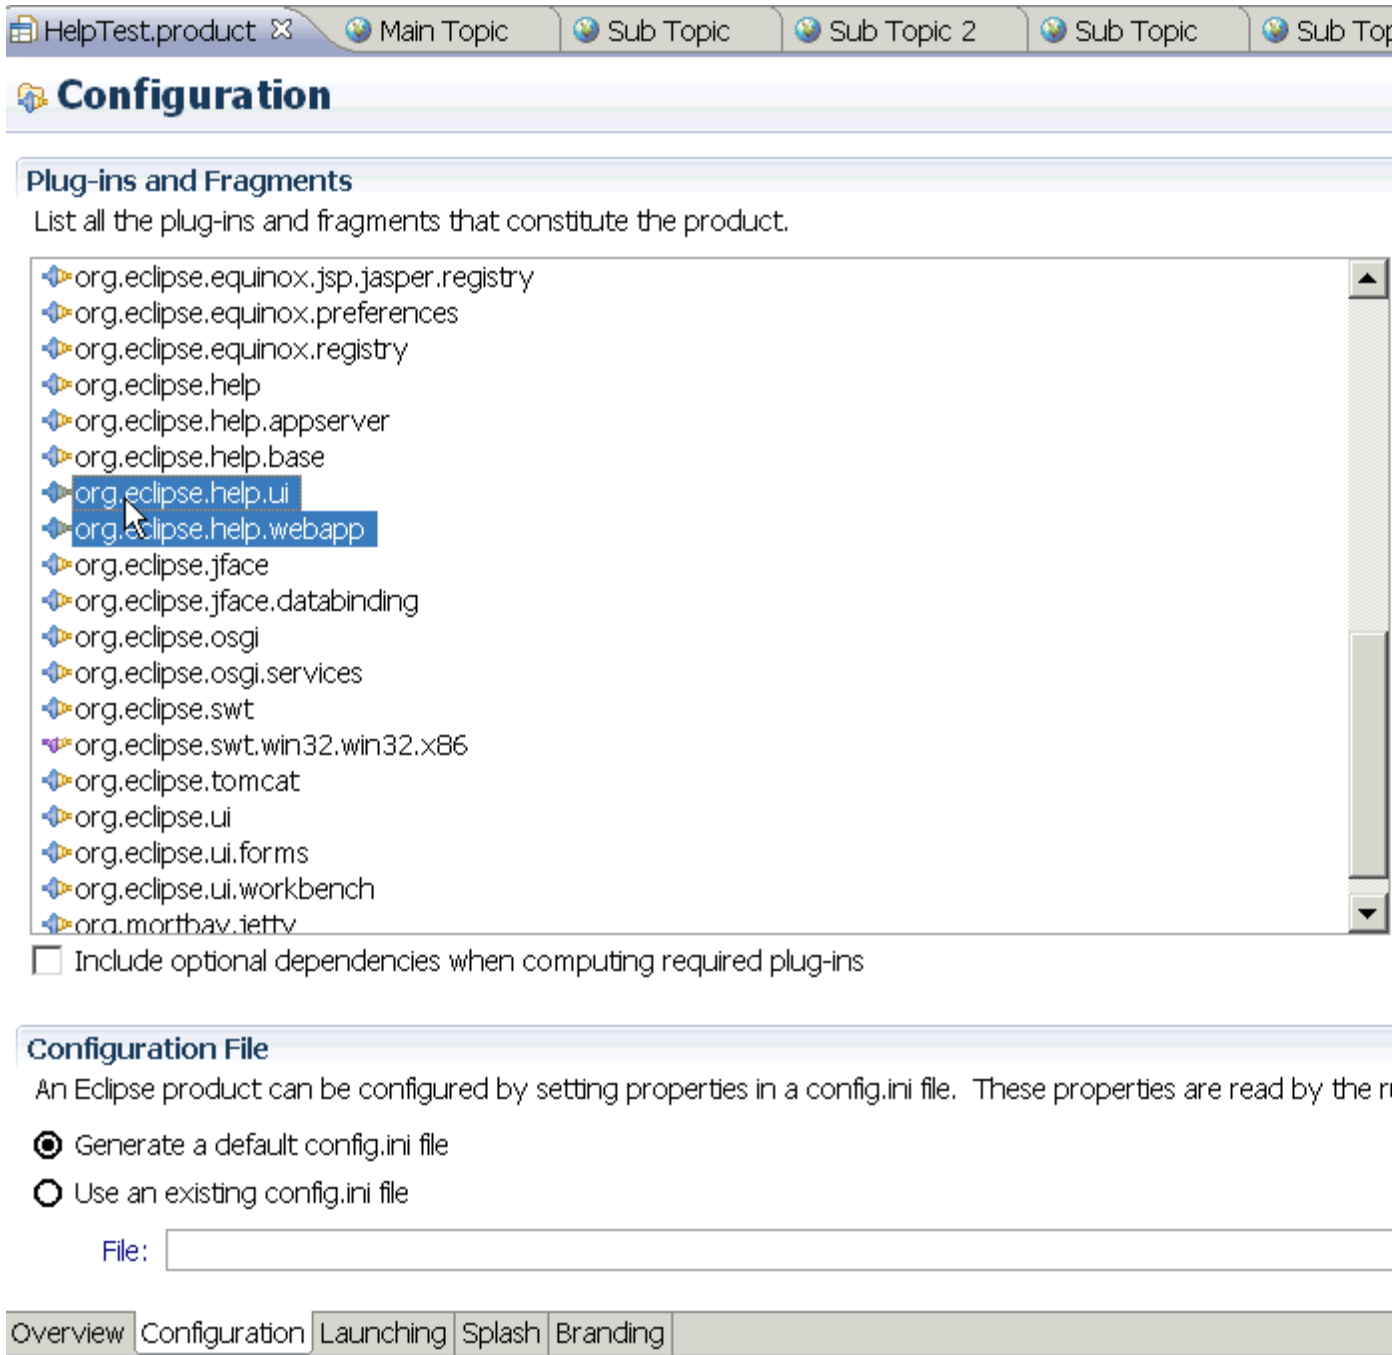 HelpTest.product Main Topic Sub Topic Sub Topic 2 Sub Topic Sub Top
Configuration
Plug-ins and Fragments
List all the plug-ins and fragments that constitute the product.
org.eclipse.equinox.jsp.jasper.registry
org.eclipse.equinox.preferences
org.eclipse.equinox.registry
org.eclipse.help
org.eclipse.help.appserver
org.eclipse.help.base
org.eclipse.help.ui
org.eclipse.help.webapp
org.eclipse.jface
org.eclipse.jface.databinding
org.eclipse.osgi
org.eclipse.osgi.services
org.eclipse.swt
org.eclipse.swt.win32.win32.x86
org.eclipse.tomcat
org.eclipse.ui
org.eclipse.ui.forms
org.eclipse.ui.workbench
org.mortbay.jetty
Include optional dependencies when computing required plug-ins
Configuration File
An Eclipse product can be configured by setting properties in a config.ini file. These properties are read by the r
Generate a default config.ini file
Use an existing config.ini file
File:
Overview Configuration Launching Splash Branding